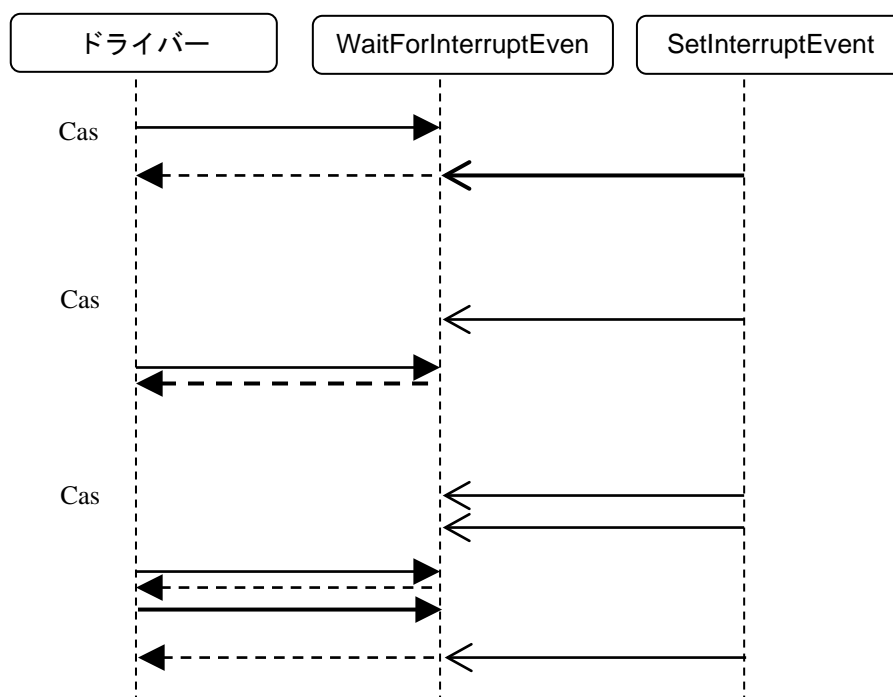 ドライバー
WaitForInterruptEven
SetInterruptEvent
Cas
Cas
Cas